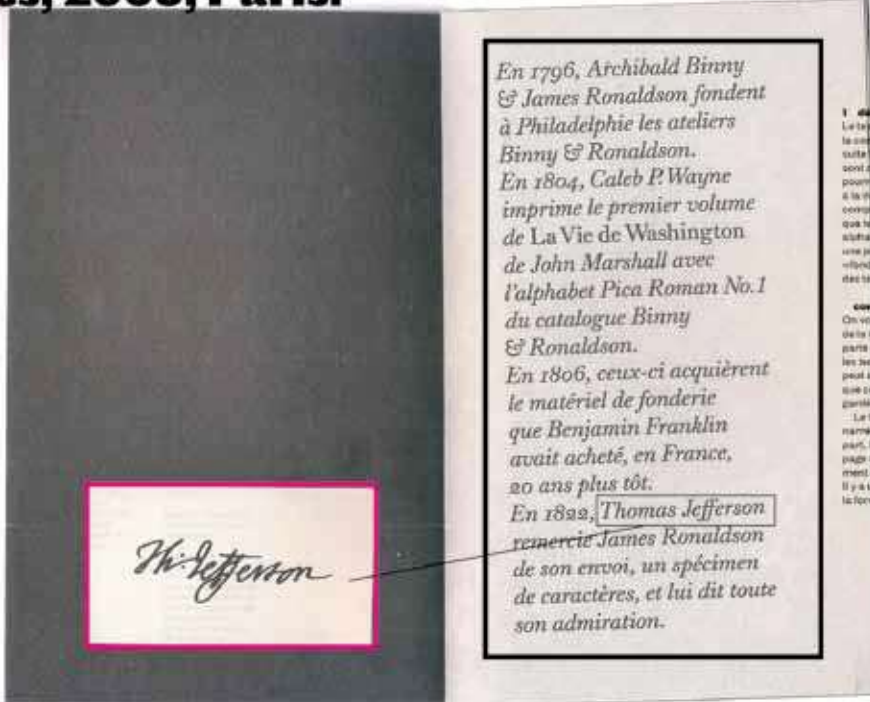 Paris.
En 1796, Archibald Binny
& James Ronaldson fondent
à Philadelphie les ateliers
Binny & Ronaldson.
En 1804, Caleb P. Wayne
imprime le premier volume
de La Vie de Washington
de John Marshall avec
l'alphabet Pica Roman No.1
du catalogue Binny
& Ronaldson.
En 1806, ceux-ci acquièrent
le matériel de fonderie
que Benjamin Franklin
avait acheté, en France,
20 ans plus tôt.
En 1822, Thomas Jefferson
remercie James Ronaldson
de son envoi, un spécimen
de caractères, et lui dit toute
son admiration.
Th: Jefferson